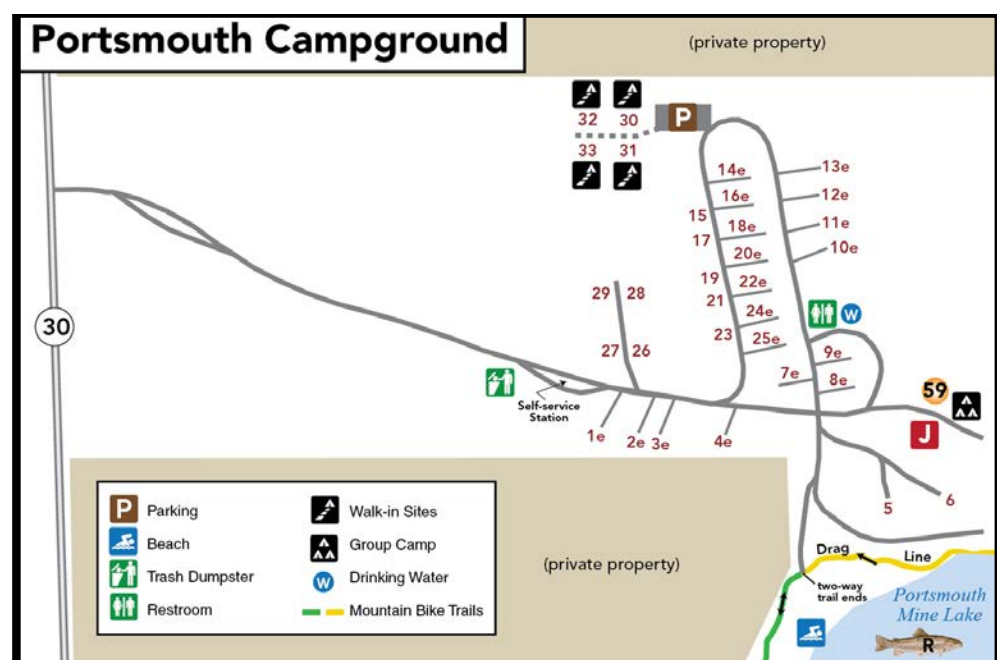 Portsmouth Campground
(private property)
32 30
P
33 31
14e
13e
16e
12e
15
18e
11e
17
10e
20e
19
22e
29 28
21
24e
30
23
25e
W
27 26
9e
7e
8e
59
Self-service
Station
J
1e
2e
3e
4e
5
6
P Parking
Beach
Trash Dumpster
Restroom
Walk-in Sites
Group Camp
W Drinking Water
Mountain Bike Trails
(private property)
Drag Line
two-way
trail ends
Portsmouth
Mine Lake
R